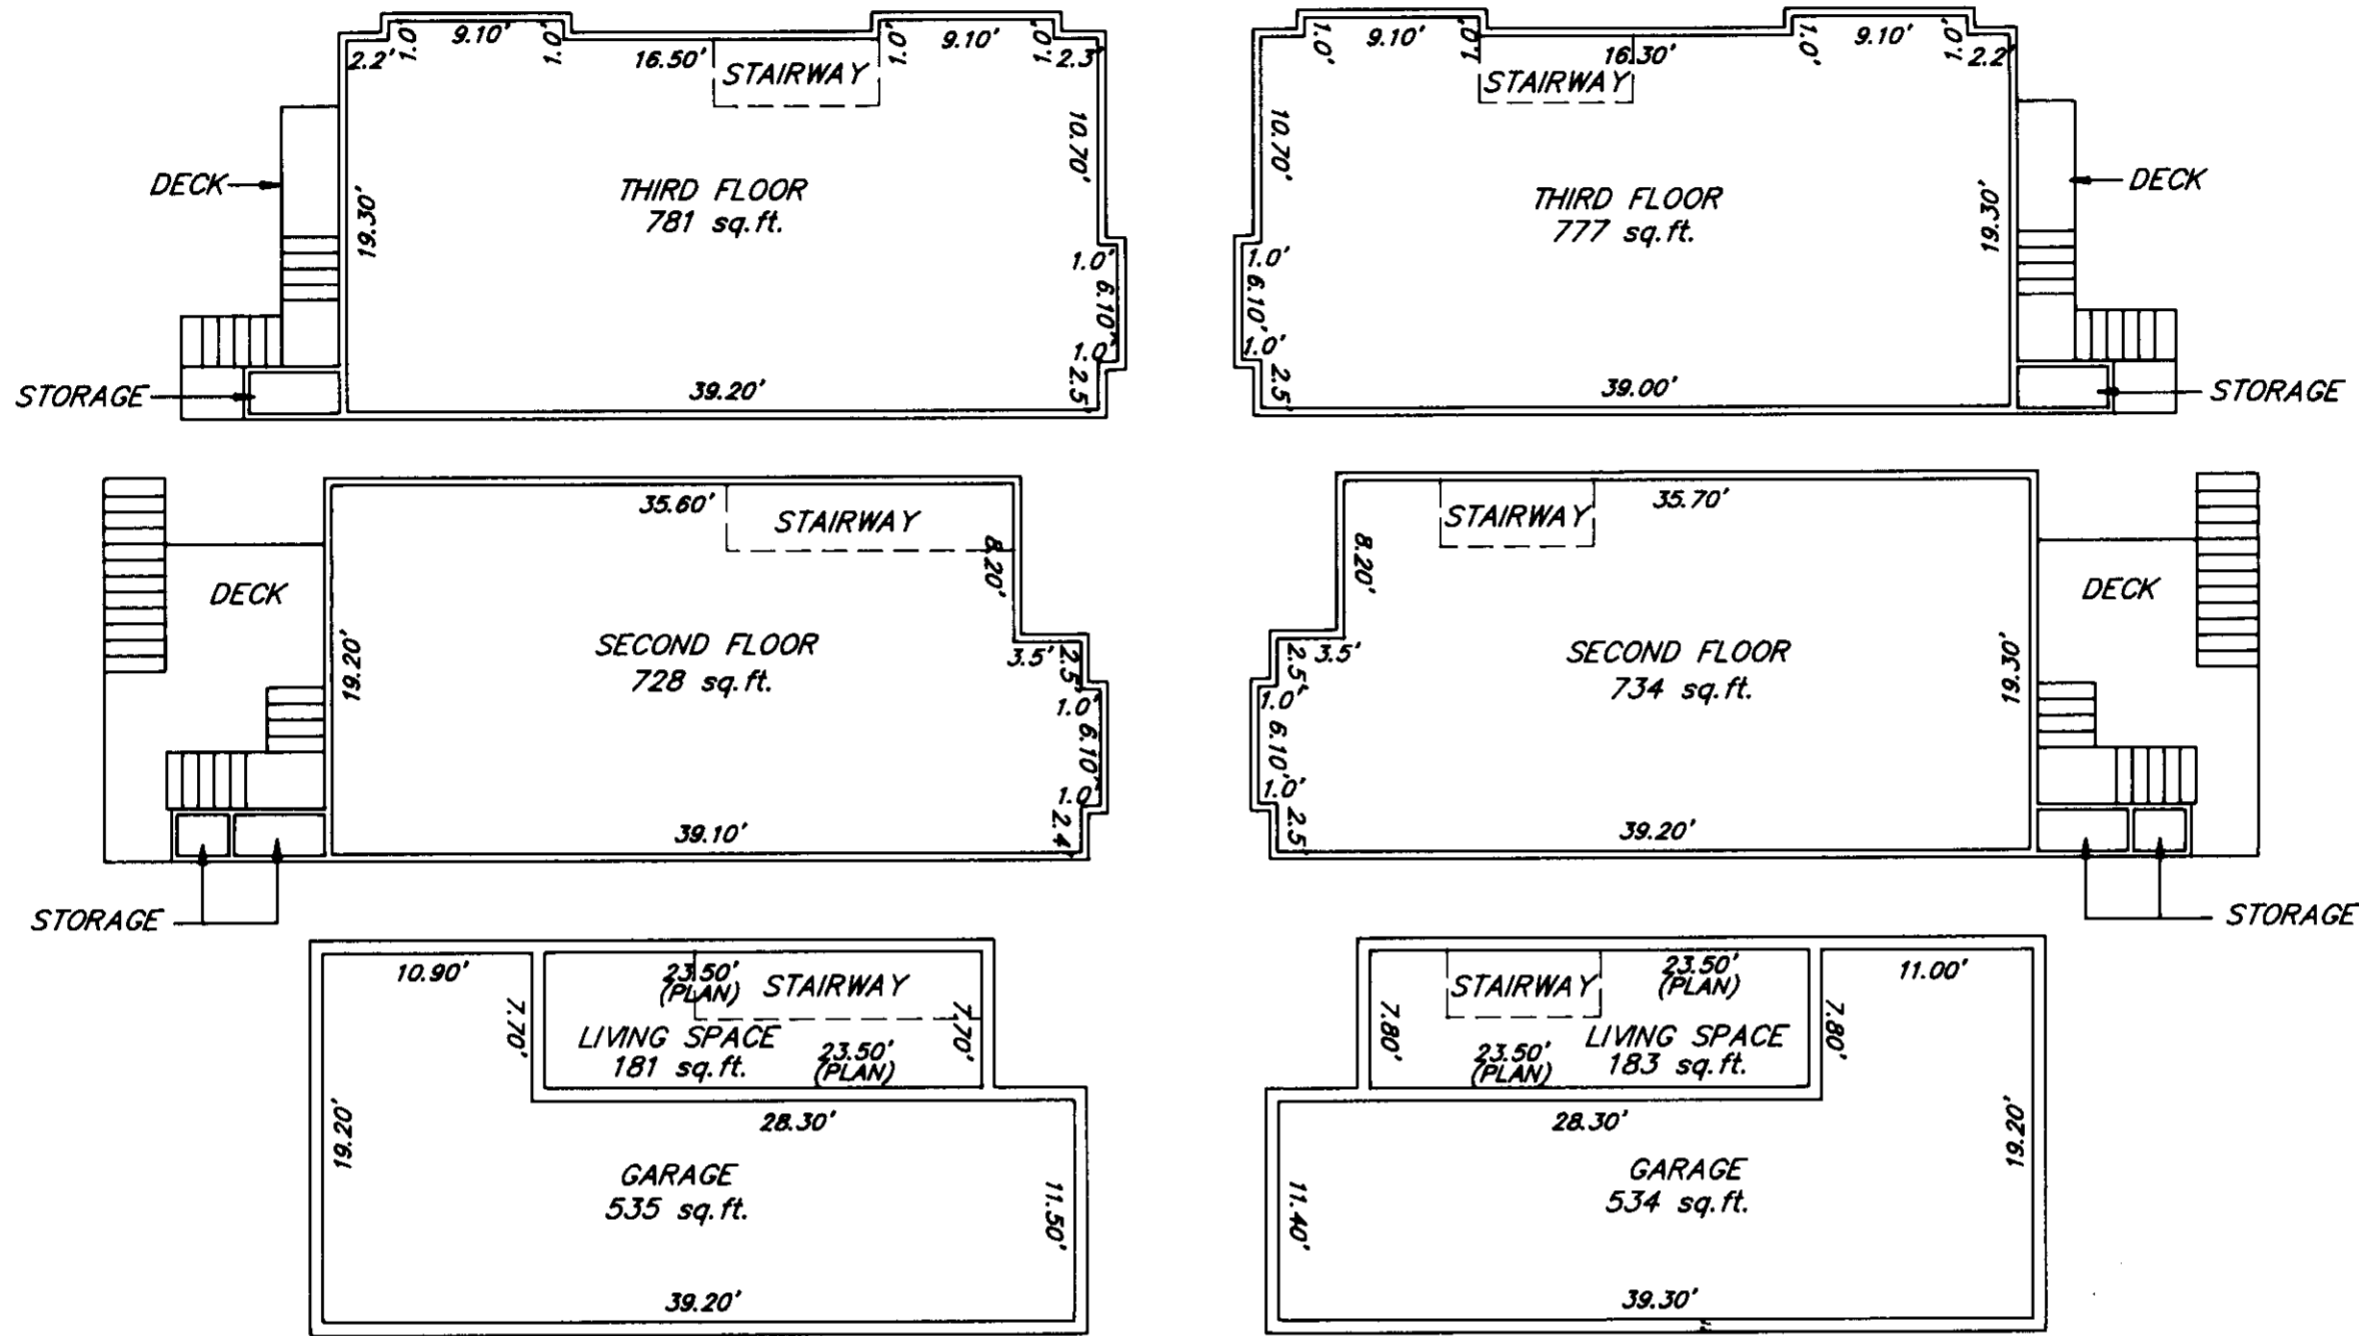 1.0' 9.10' 1.0' 1.0' 9.10' 1.0'
2.2' 16.50' 2.3'
STAIRWAY
10.70'
DECK
THIRD FLOOR
781 sq.ft.
19.30'
1.0'
6.10'
1.0'
39.20' 2.5'
STORAGE
1.0' 9.10' 1.0' 1.0' 9.10' 1.0'
16.30' 2.2'
STAIRWAY
10.70'
DECK
THIRD FLOOR
777 sq.ft.
19.30'
1.0'
6.10'
1.0'
2.5' 39.00'
STORAGE
35.60'
STAIRWAY
8.20'
DECK
SECOND FLOOR
728 sq.ft.
19.20'
3.5' 2.5'
1.0'
6.10'
1.0'
39.10' 2.4'
STORAGE
35.70'
STAIRWAY
8.20'
DECK
SECOND FLOOR
734 sq.ft.
2.5' 3.5'
19.30'
1.0'
6.10'
1.0'
2.5' 39.20'
STORAGE
10.90' 23.50'
(PLAN) STAIRWAY
7.70' 7.70'
LIVING SPACE
181 sq.ft. 23.50'
(PLAN)
28.30'
19.20'
GARAGE
535 sq.ft.
11.50'
39.20'
23.50' 11.00'
STAIRWAY (PLAN)
7.80' 7.80'
LIVING SPACE
23.50' 183 sq.ft.
(PLAN)
28.30'
19.20'
GARAGE
534 sq.ft.
11.40'
39.30'